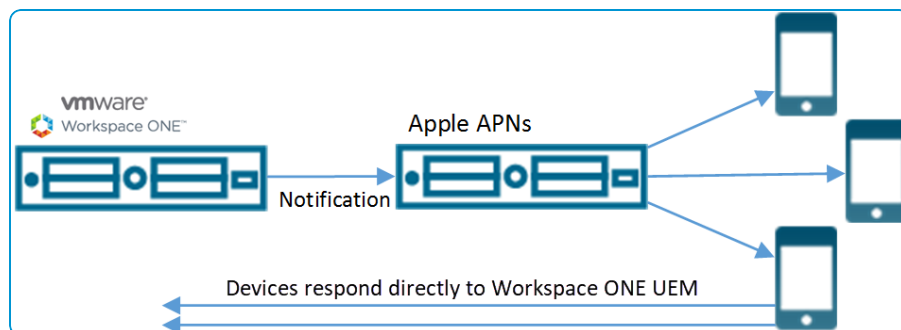 vmware®
Workspace ONE™
Apple APNs
Notification
Devices respond directly to Workspace ONE UEM